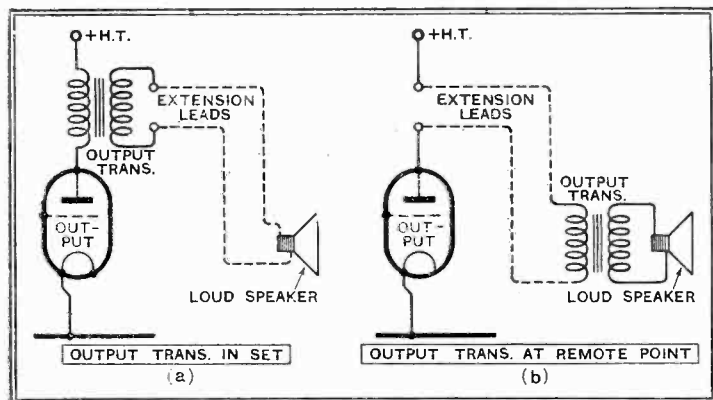 +H.T.
EXTENSION
LEADS
OUTPUT
TRANS.
OUT-
PUT
LOUD SPEAKER
OUTPUT TRANS. IN SET
(a)
+H.T.
EXTENSION
LEADS
OUTPUT
TRANS.
OUT-
PUT
LOUD SPEAKER
OUTPUT TRANS. AT REMOTE POINT
(b)